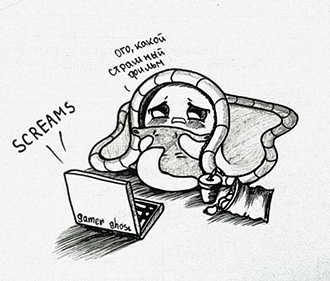 ого, какой
страшный
фильм
SCREAMS
gamer ghost